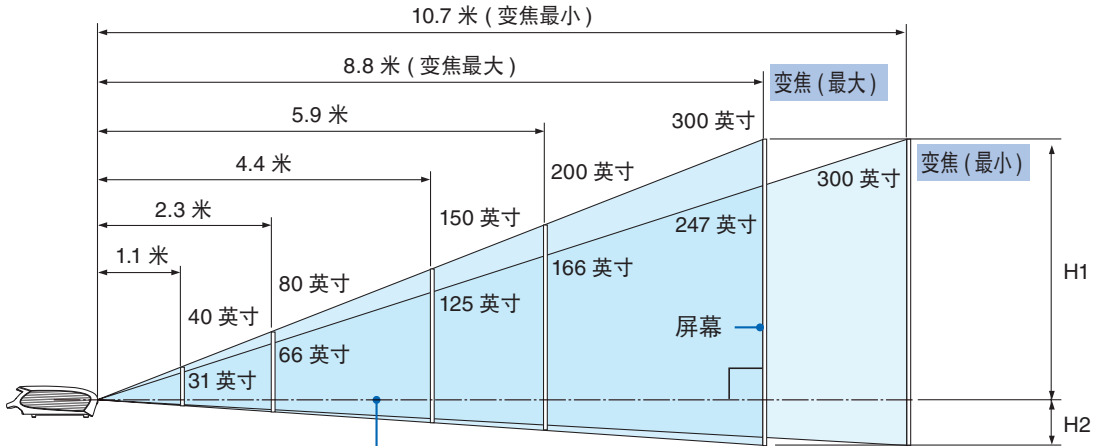 10.7 米 ( 变焦最小 )
8.8 米 ( 变焦最大 )
变焦 ( 最大 )
5.9 米
300 英寸
4.4 米
200 英寸
变焦 ( 最小 )
300 英寸
2.3 米
150 英寸
247 英寸
1.1 米
80 英寸
166 英寸
H1
40 英寸
125 英寸
屏幕
66 英寸
31 英寸
H2